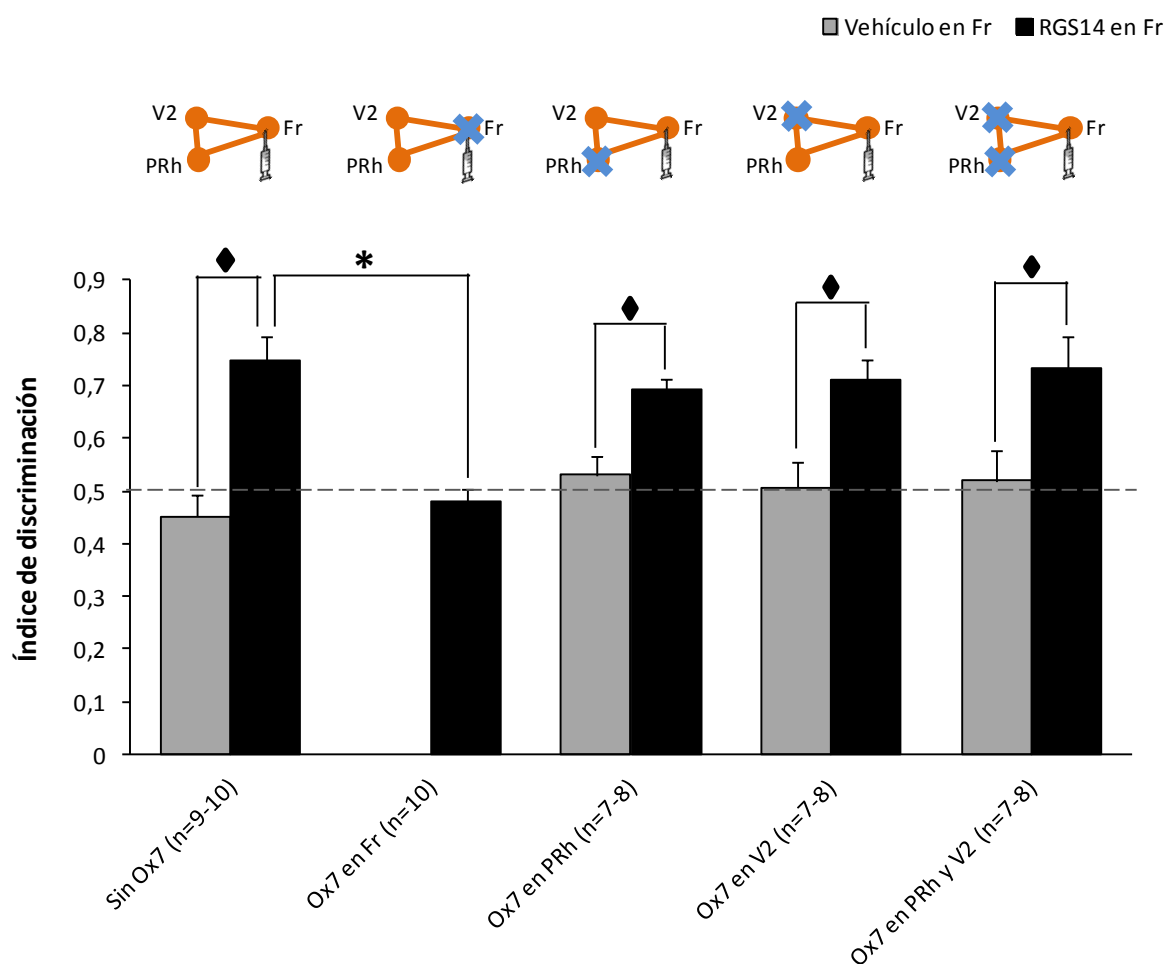 Vehículo en Fr RGS14 en Fr
V2 Fr PRh
V2 Fr PRh
V2 Fr PRh
V2 Fr PRh
V2 Fr PRh
♦ * ♦ ♦ ♦
Índice de discriminación
0,9
0,8
0,7
0,6
0,5
0,4
0,3
0,2
0,1
0
Sin Ox7 (n=9-10)
Ox7 en Fr (n=10)
Ox7 en PRh (n=7-8)
Ox7 en V2 (n=7-8)
Ox7 en PRh y V2 (n=7-8)